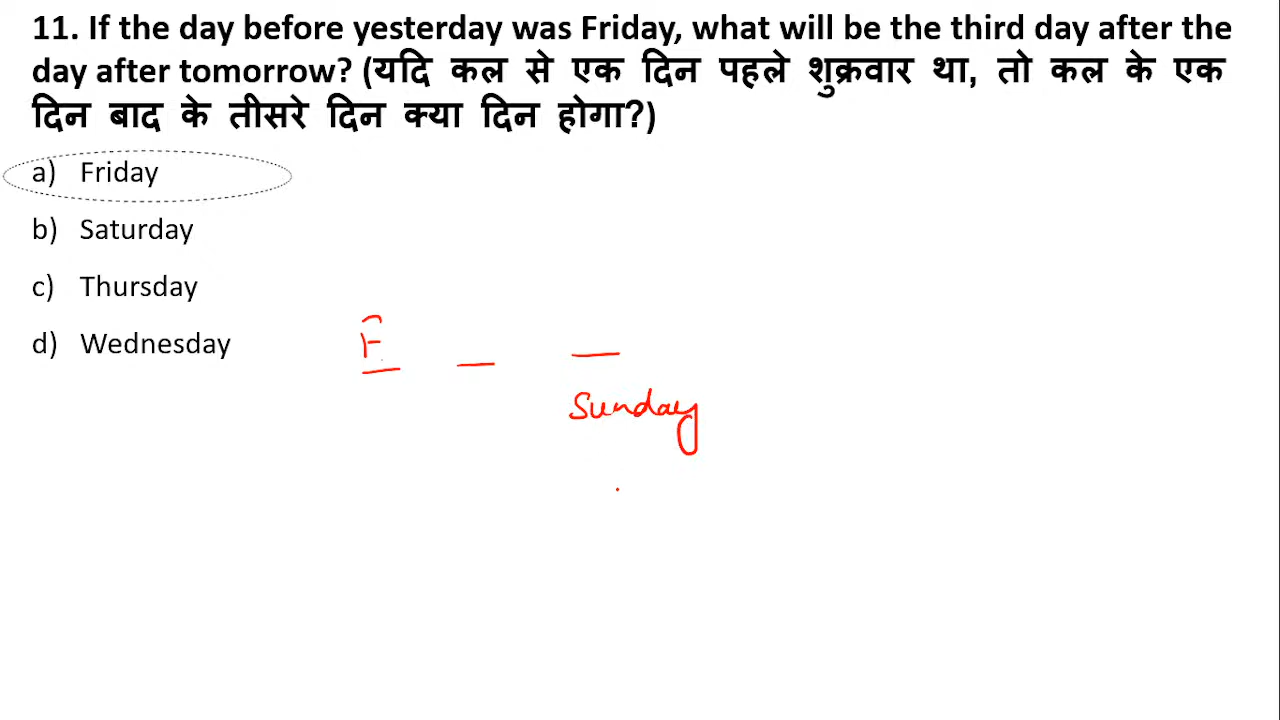 11. If the day before yesterday was Friday, what will be the third day after the
day after tomorrow? (यदि कल से एक दिन पहले शुक्रवार था, तो कल के एक
दिन बाद के तीसरे दिन क्या दिन होगा?)
a) Friday
b) Saturday
c) Thursday
d) Wednesday
F
Sunday